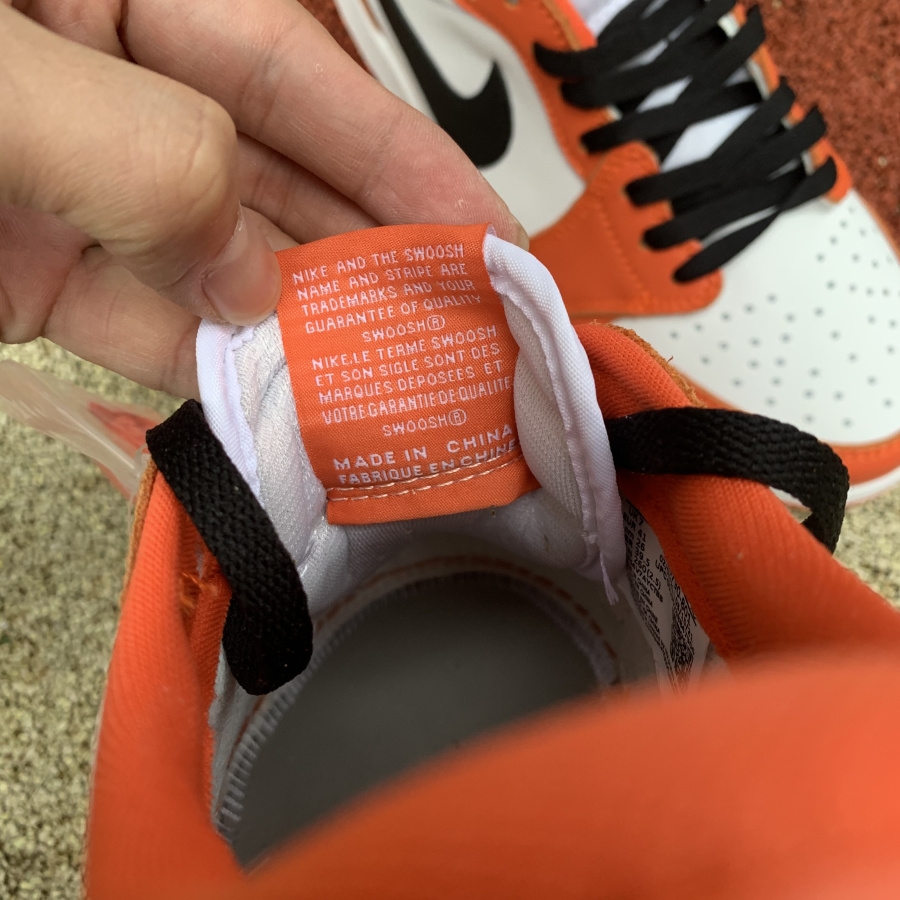 NIKE AND THE SWOOSH
NAME AND STRIPE ARE
TRADEMARKS AND YOUR
GUARANTEE OF QUALITY
SWOOSH®
NIKE.LE TERME SWOOSH
ET SON SIGLE SONT DES
MARQUES DEPOSEES ET
VOTRE GARANTIE DE QUALITE
SWOOSH®
MADE IN CHINA
FABRIQUE EN CHINE